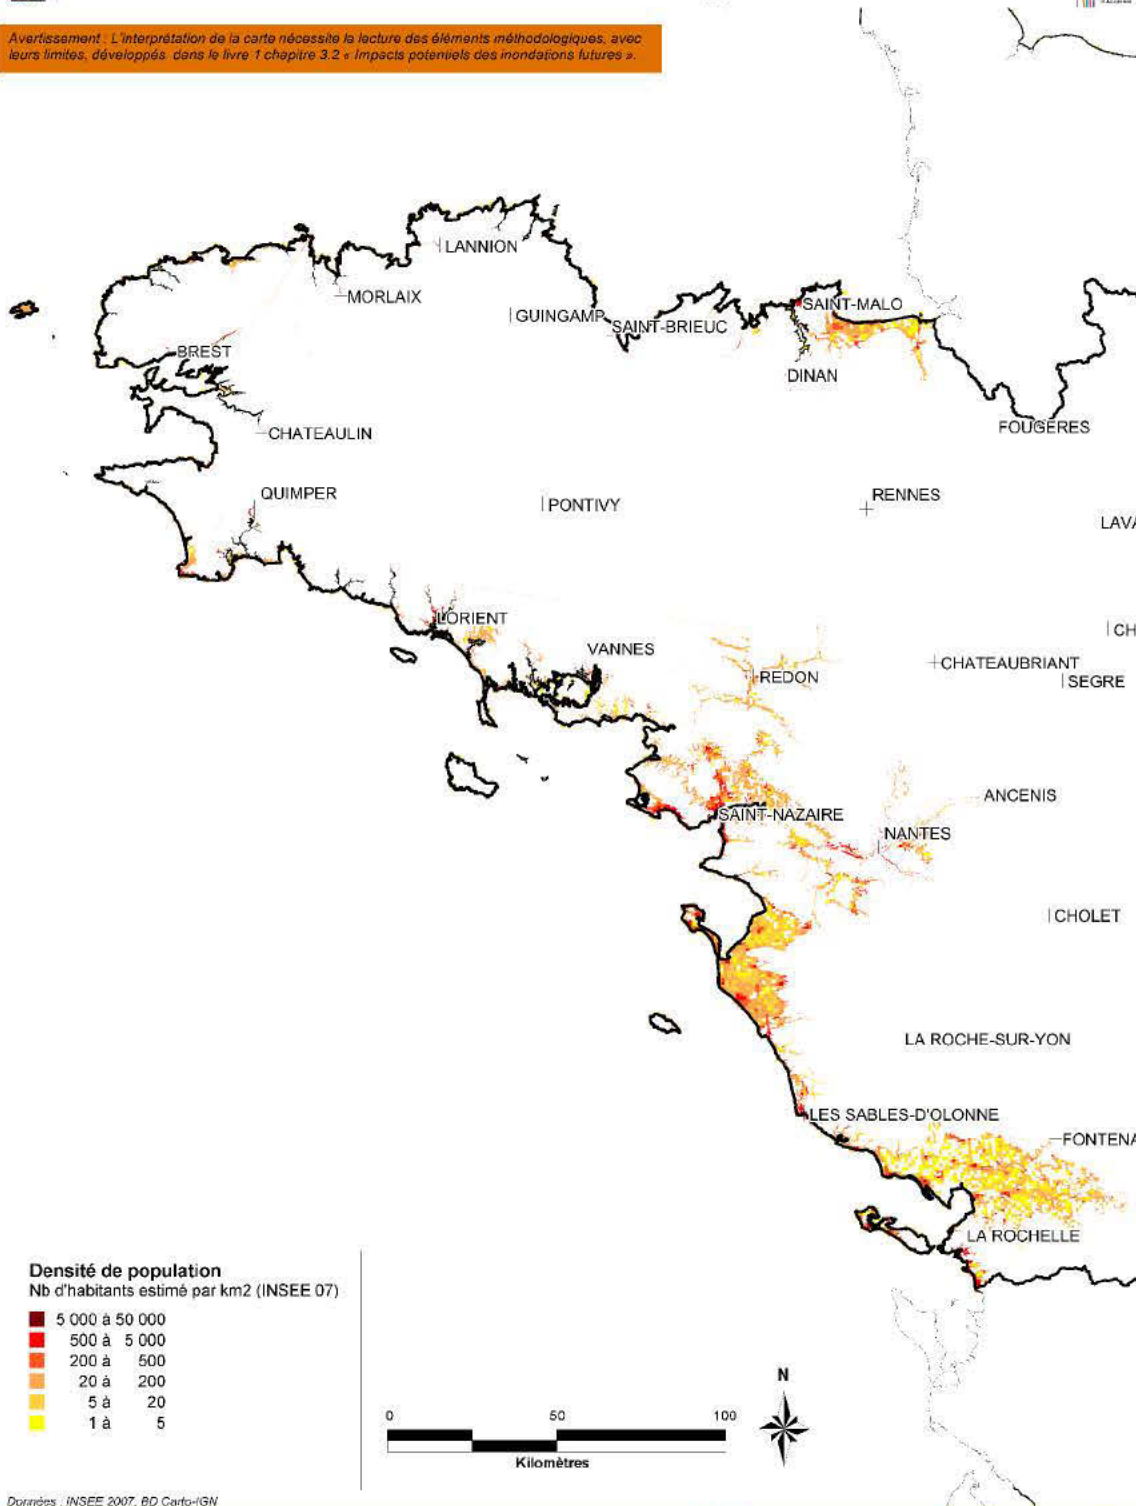 Avertissement : L'interprétation de la carte nécessite la lecture des éléments méthodologiques, avec
leurs limites, développés dans le livre 1 chapitre 3.2 « Impacts potentiels des inondations futures ».
LANNION
MORLAIX
GUINGAMP
SAINT-BRIEUC
SAINT-MALO
BREST
DINAN
CHATEAULIN
FOUGERES
QUIMPER
PONTIVY
RENNES
LAVA
LORIENT
VANNES
CH
REDON
CHATEAUBRIANT
SEGRE
ANCENIS
SAINT-NAZAIRE
NANTES
CHOLET
LA ROCHE-SUR-YON
LES SABLES-D'OLONNE
FONTENA
LA ROCHELLE
Densité de population
Nb d'habitants estimé par km2 (INSEE 07)
5 000 à 50 000
500 à 5 000
200 à 500
20 à 200
5 à 20
1 à 5
N
0 50 100
Kilomètres
Données : INSEE 2007, BD Carto-IGN